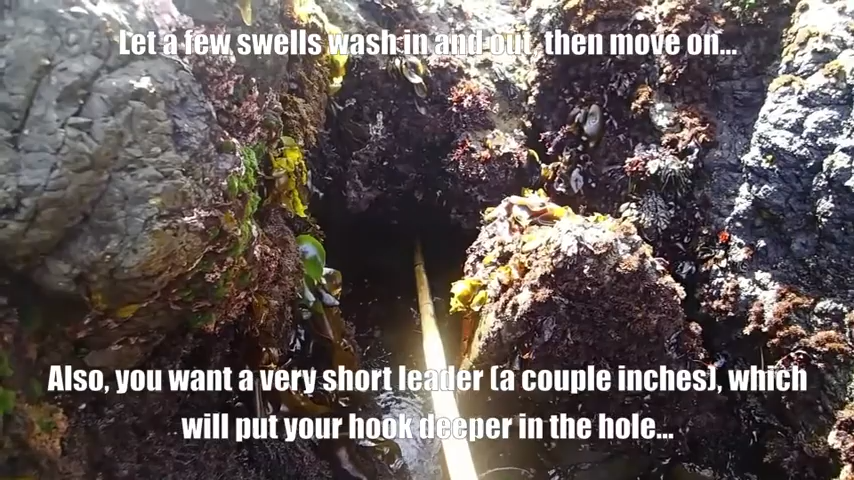 Let a few swells wash in and out, then move on...
Also, you want a very short leader (a couple inches), which
will put your hook deeper in the hole...